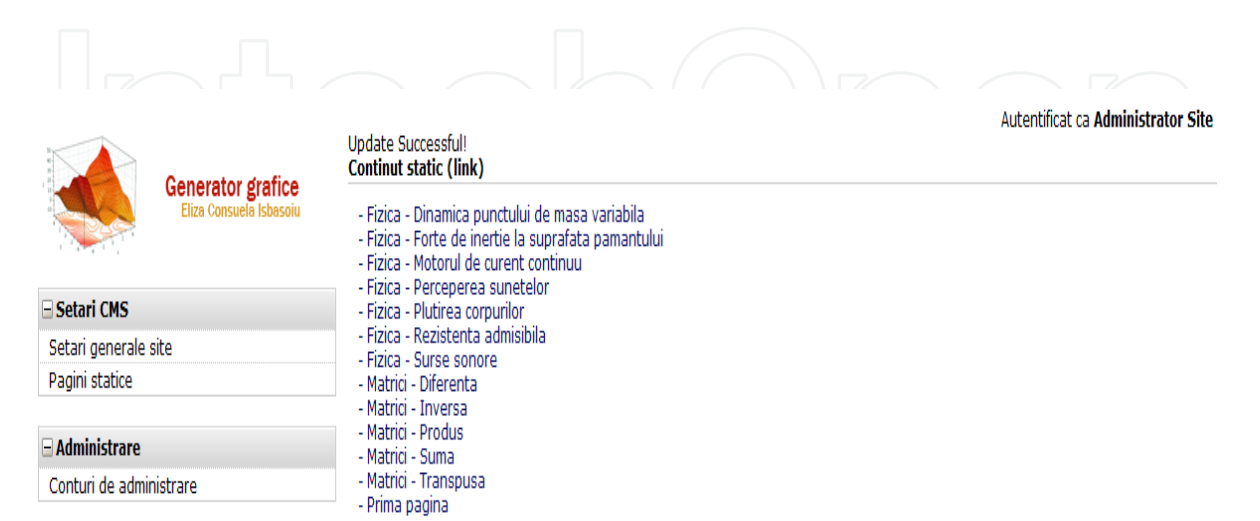 IntechOpen
Autentificat ca Administrator Site
Generator grafice
Eliza Consuela Isbasoiu
Setari CMS
Setari generale site
Pagini statice
Administrare
Conturi de administrare
Update Successful!
Continut static (link)
- Fizica - Dinamica punctului de masa variabila
- Fizica - Forte de inertie la suprafata pamantului
- Fizica - Motorul de curent continuu
- Fizica - Perceperea sunetelor
- Fizica - Plutirea corpurilor
- Fizica - Rezistenta admisibila
- Fizica - Surse sonore
- Matrici - Diferenta
- Matrici - Inversa
- Matrici - Produs
- Matrici - Suma
- Matrici - Transpusa
- Prima pagina